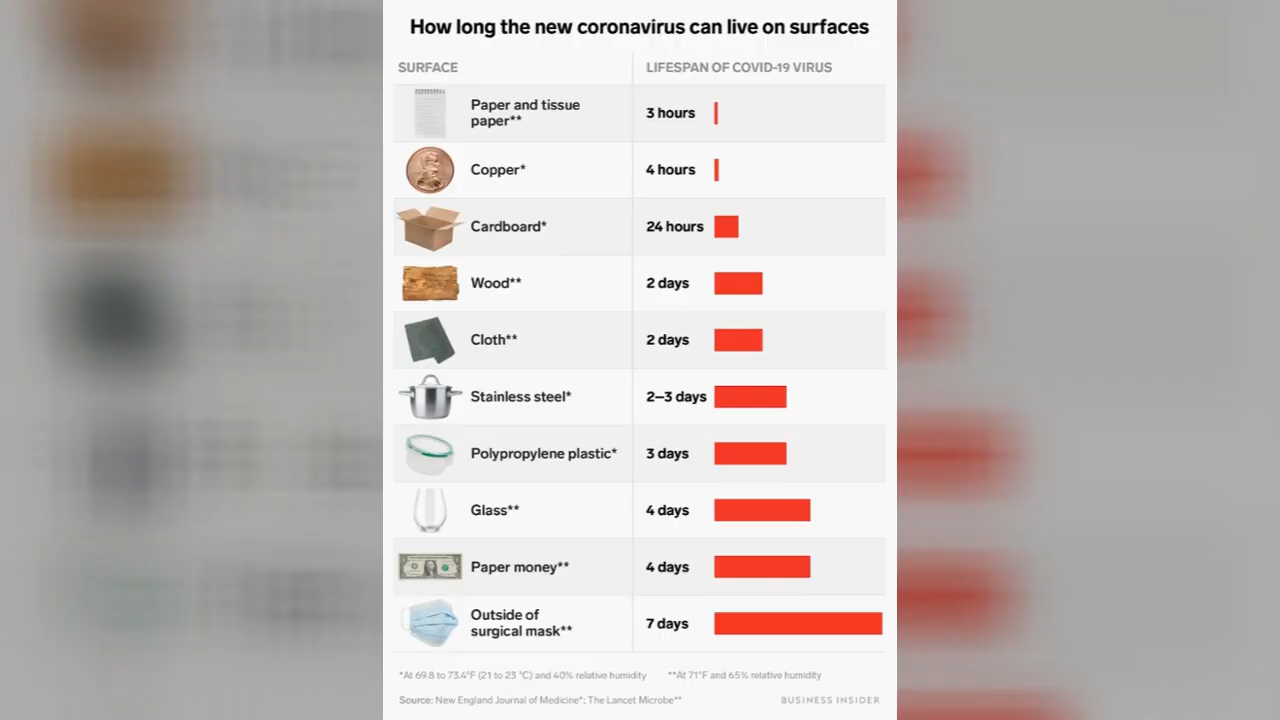 How long the new coronavirus can live on surfaces
SURFACE LIFESPAN OF COVID-19 VIRUS
Paper and tissue
paper** 3 hours
Copper* 4 hours
Cardboard* 24 hours
Wood** 2 days
Cloth** 2 days
Stainless steel* 2–3 days
Polypropylene plastic* 3 days
Glass** 4 days
Paper money** 4 days
Outside of
surgical mask** 7 days
*At 69.8 to 73.4°F (21 to 23 °C) and 40% relative humidity **At 71°F and 65% relative humidity
Source: New England Journal of Medicine*; The Lancet Microbe** BUSINESS INSIDER